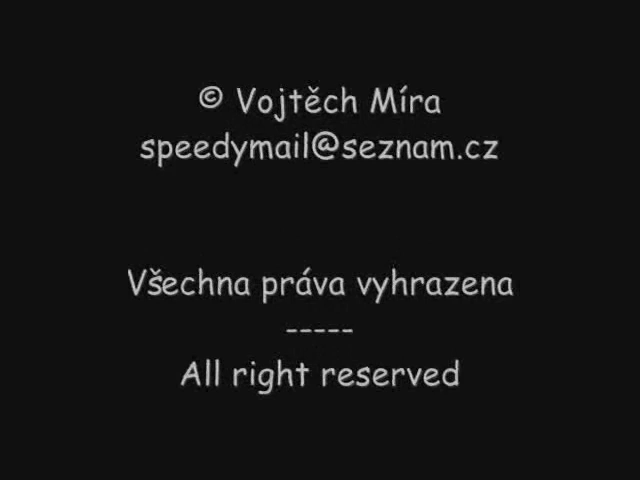 © Vojtěch Míra
speedymail@seznam.cz
Všechna práva vyhrazena
-----
All right reserved